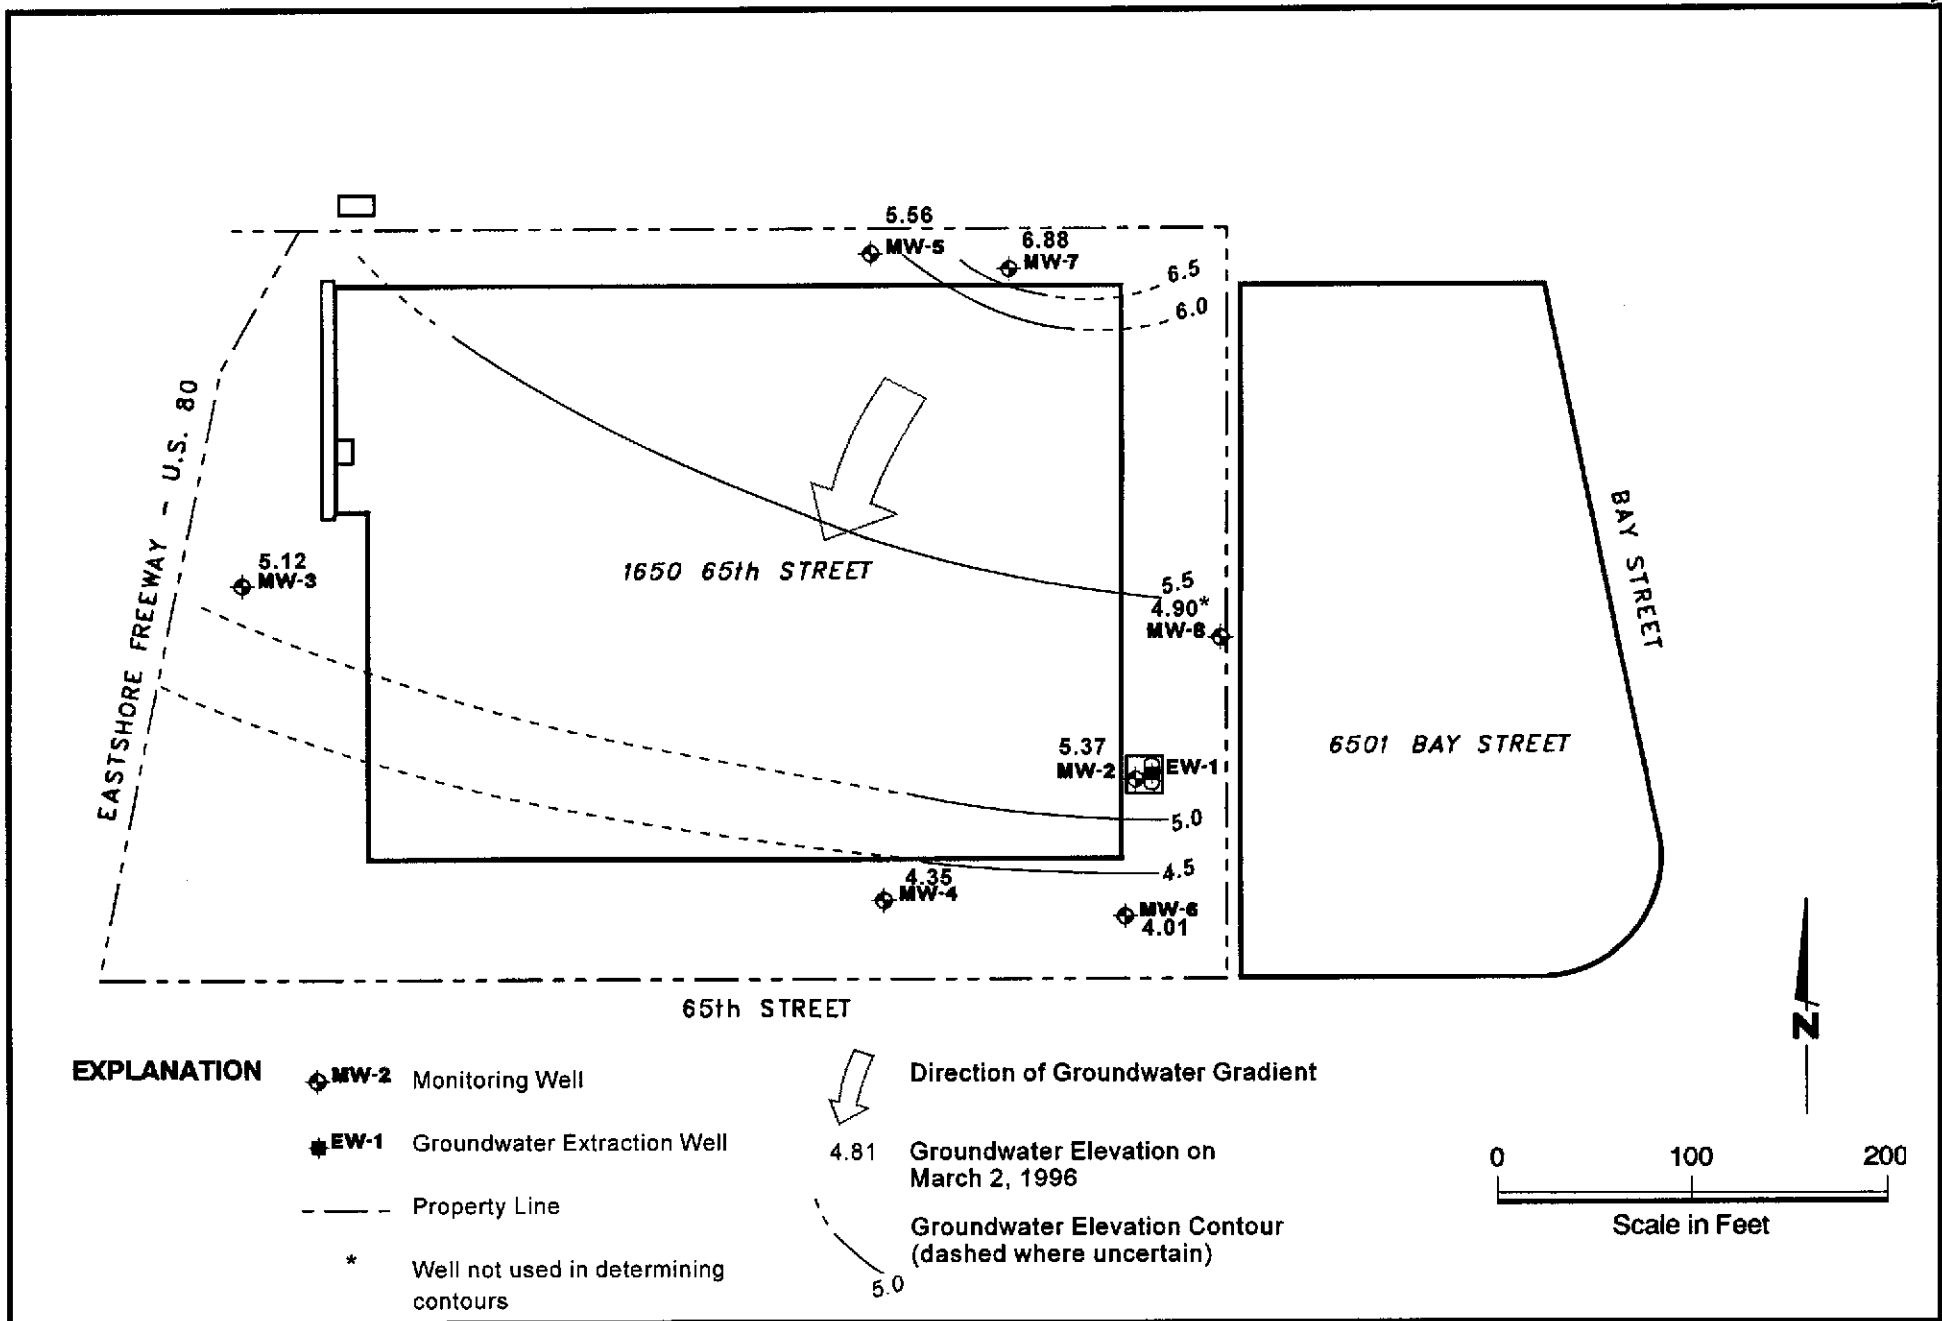 5.56
MW-5
6.88
MW-7
6.5
6.0
EASTSHORE FREEWAY - U.S. 80
5.12
MW-3
1650 65th STREET
5.5
4.90*
MW-8
BAY STREET
5.37
MW-2
EW-1
6501 BAY STREET
5.0
4.5
4.35
MW-4
MW-6
4.01
65th STREET
N
EXPLANATION
MW-2 Monitoring Well
EW-1 Groundwater Extraction Well
Property Line
* Well not used in determining
contours
Direction of Groundwater Gradient
4.81 Groundwater Elevation on
March 2, 1996
Groundwater Elevation Contour
(dashed where uncertain)
5.0
0 100 200
Scale in Feet